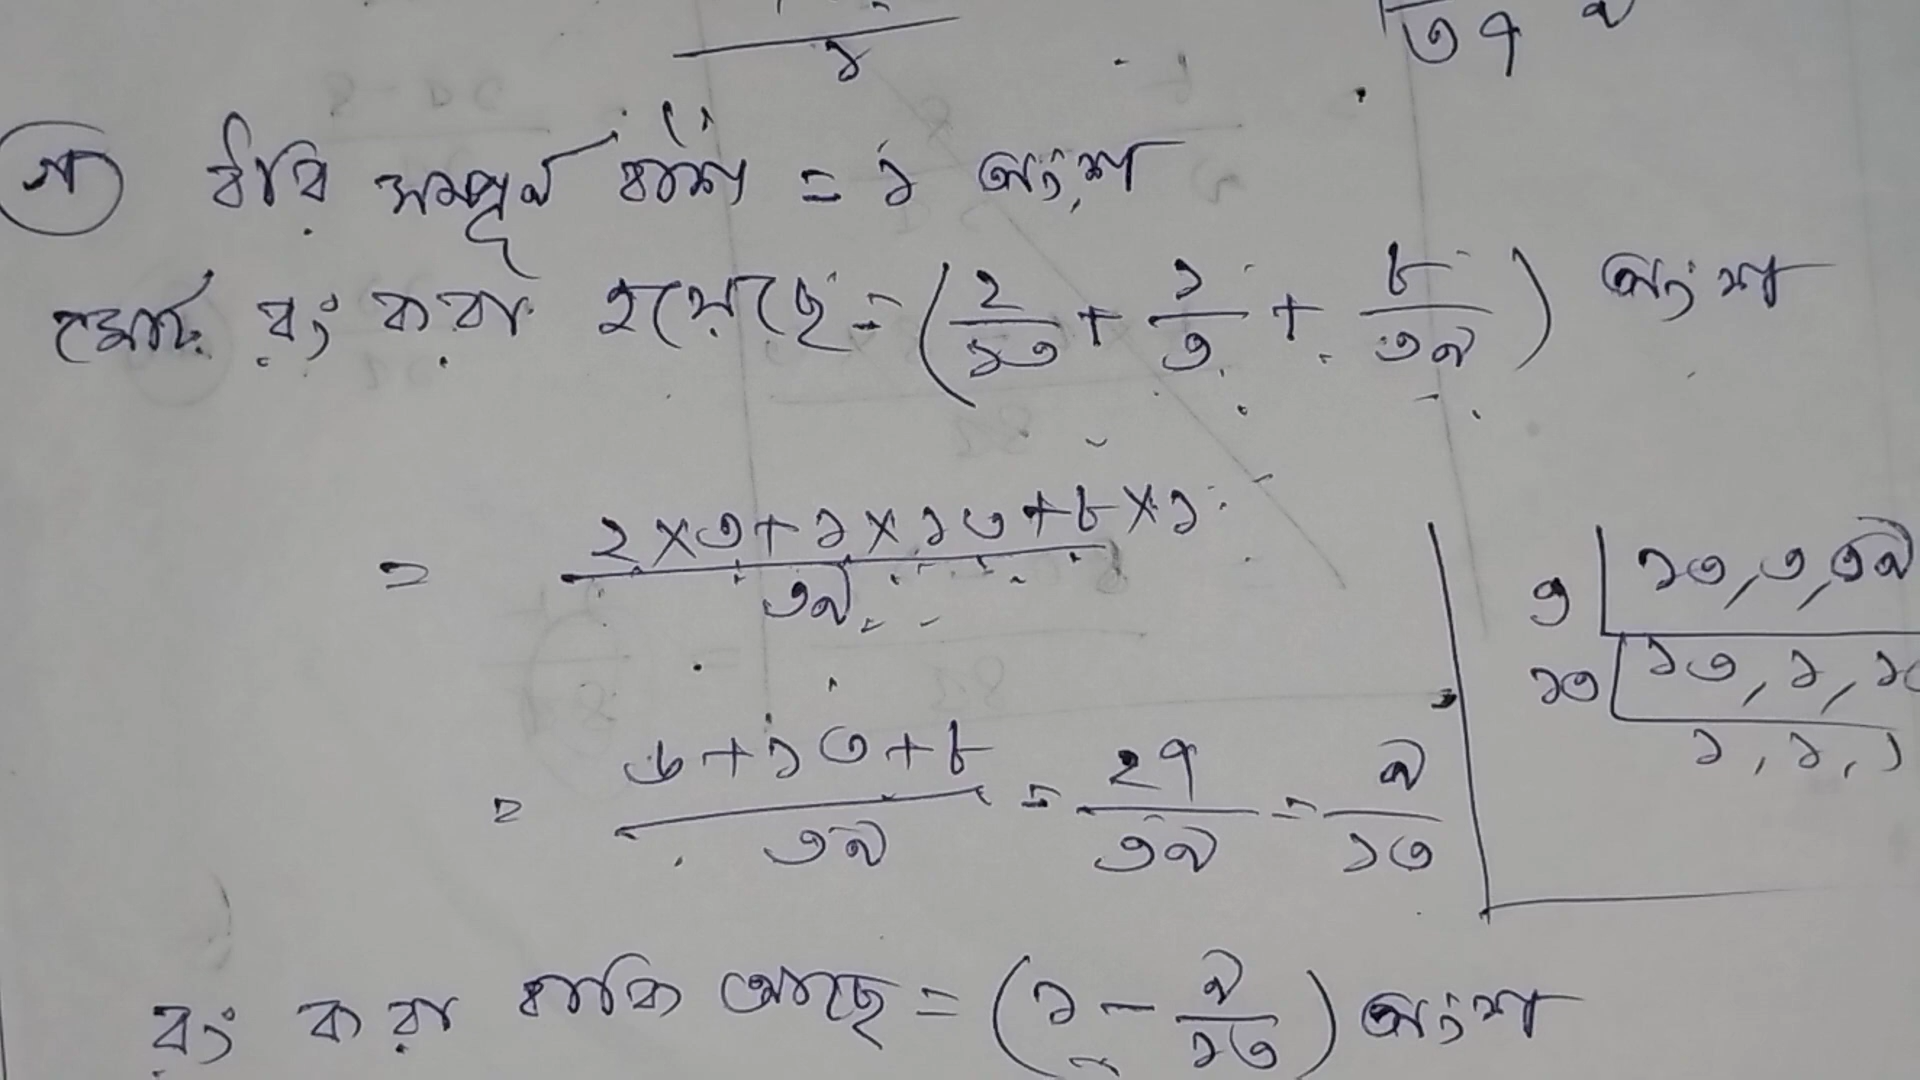 ১
৩৭
গ ধরি সম্পূর্ণ বাঁশ = ১ অংশ
মোট রং করা হয়েছে = (২/১৩ + ১/৩ + ৮/৩৯) অংশ
= ২×৩+১×১৩+৮×১ / ৩৯
৩ | ১৩, ৩, ৩৯
১৩ | ১৩, ১, ১৩
১, ১, ১
= ৬+১৩+৮ / ৩৯ = ২৭/৩৯ = ৯/১৩
রং করা বাকি আছে = (১ - ৯/১৩) অংশ